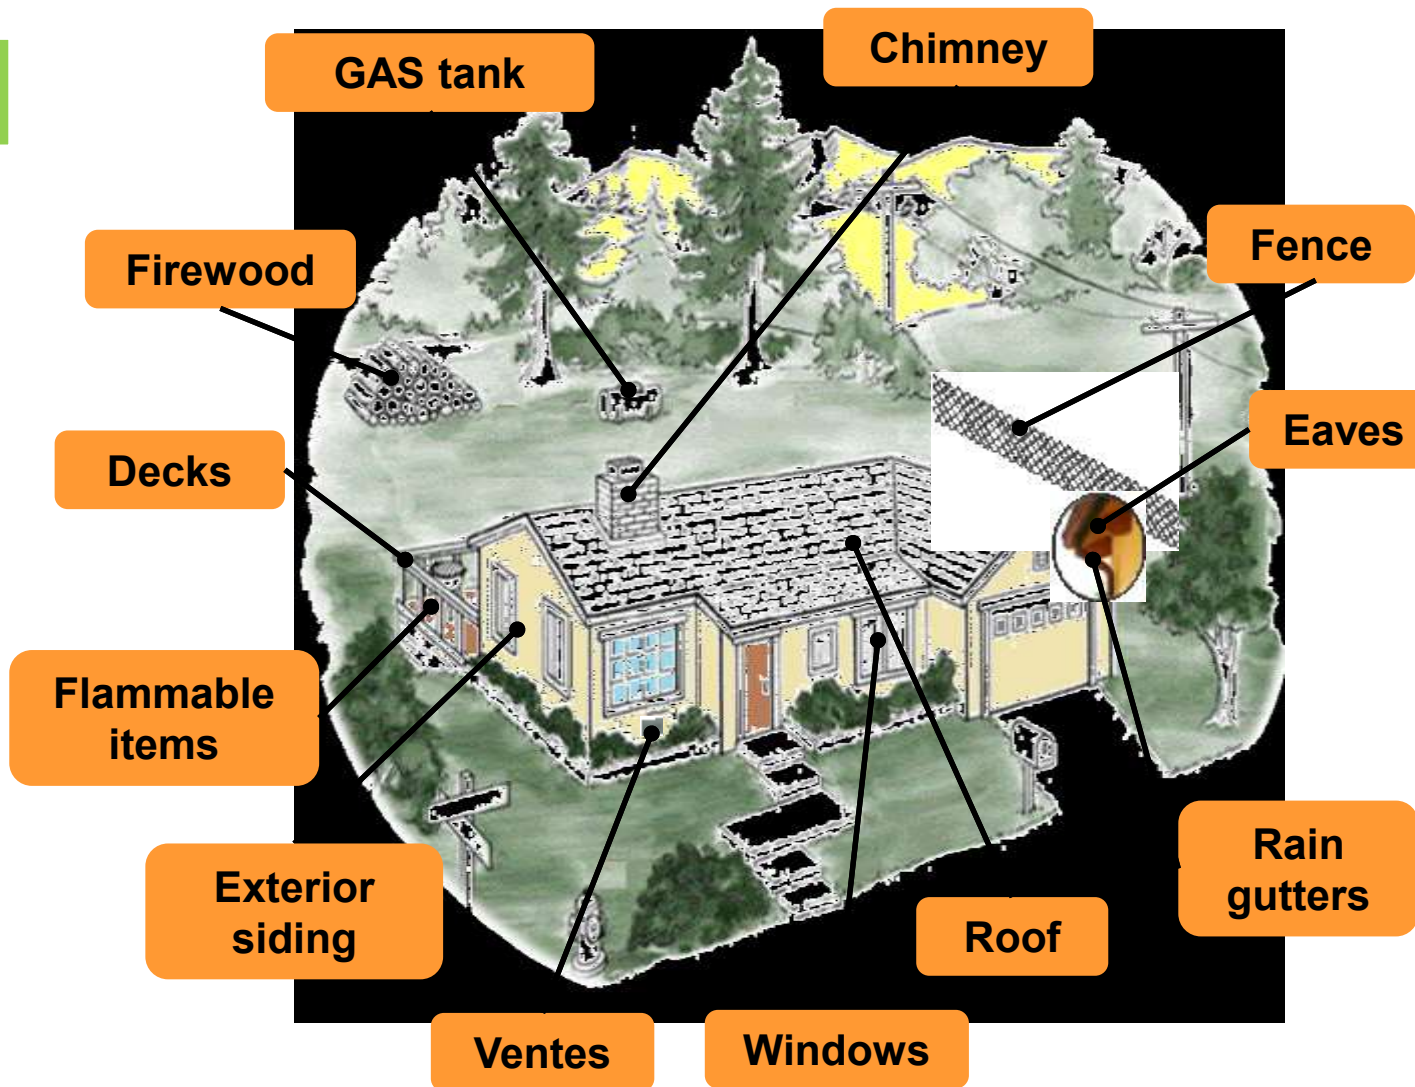 GAS tank
Chimney
Firewood
Fence
Decks
Eaves
Flammable
items
Exterior
siding
Rain
gutters
Roof
Ventes
Windows